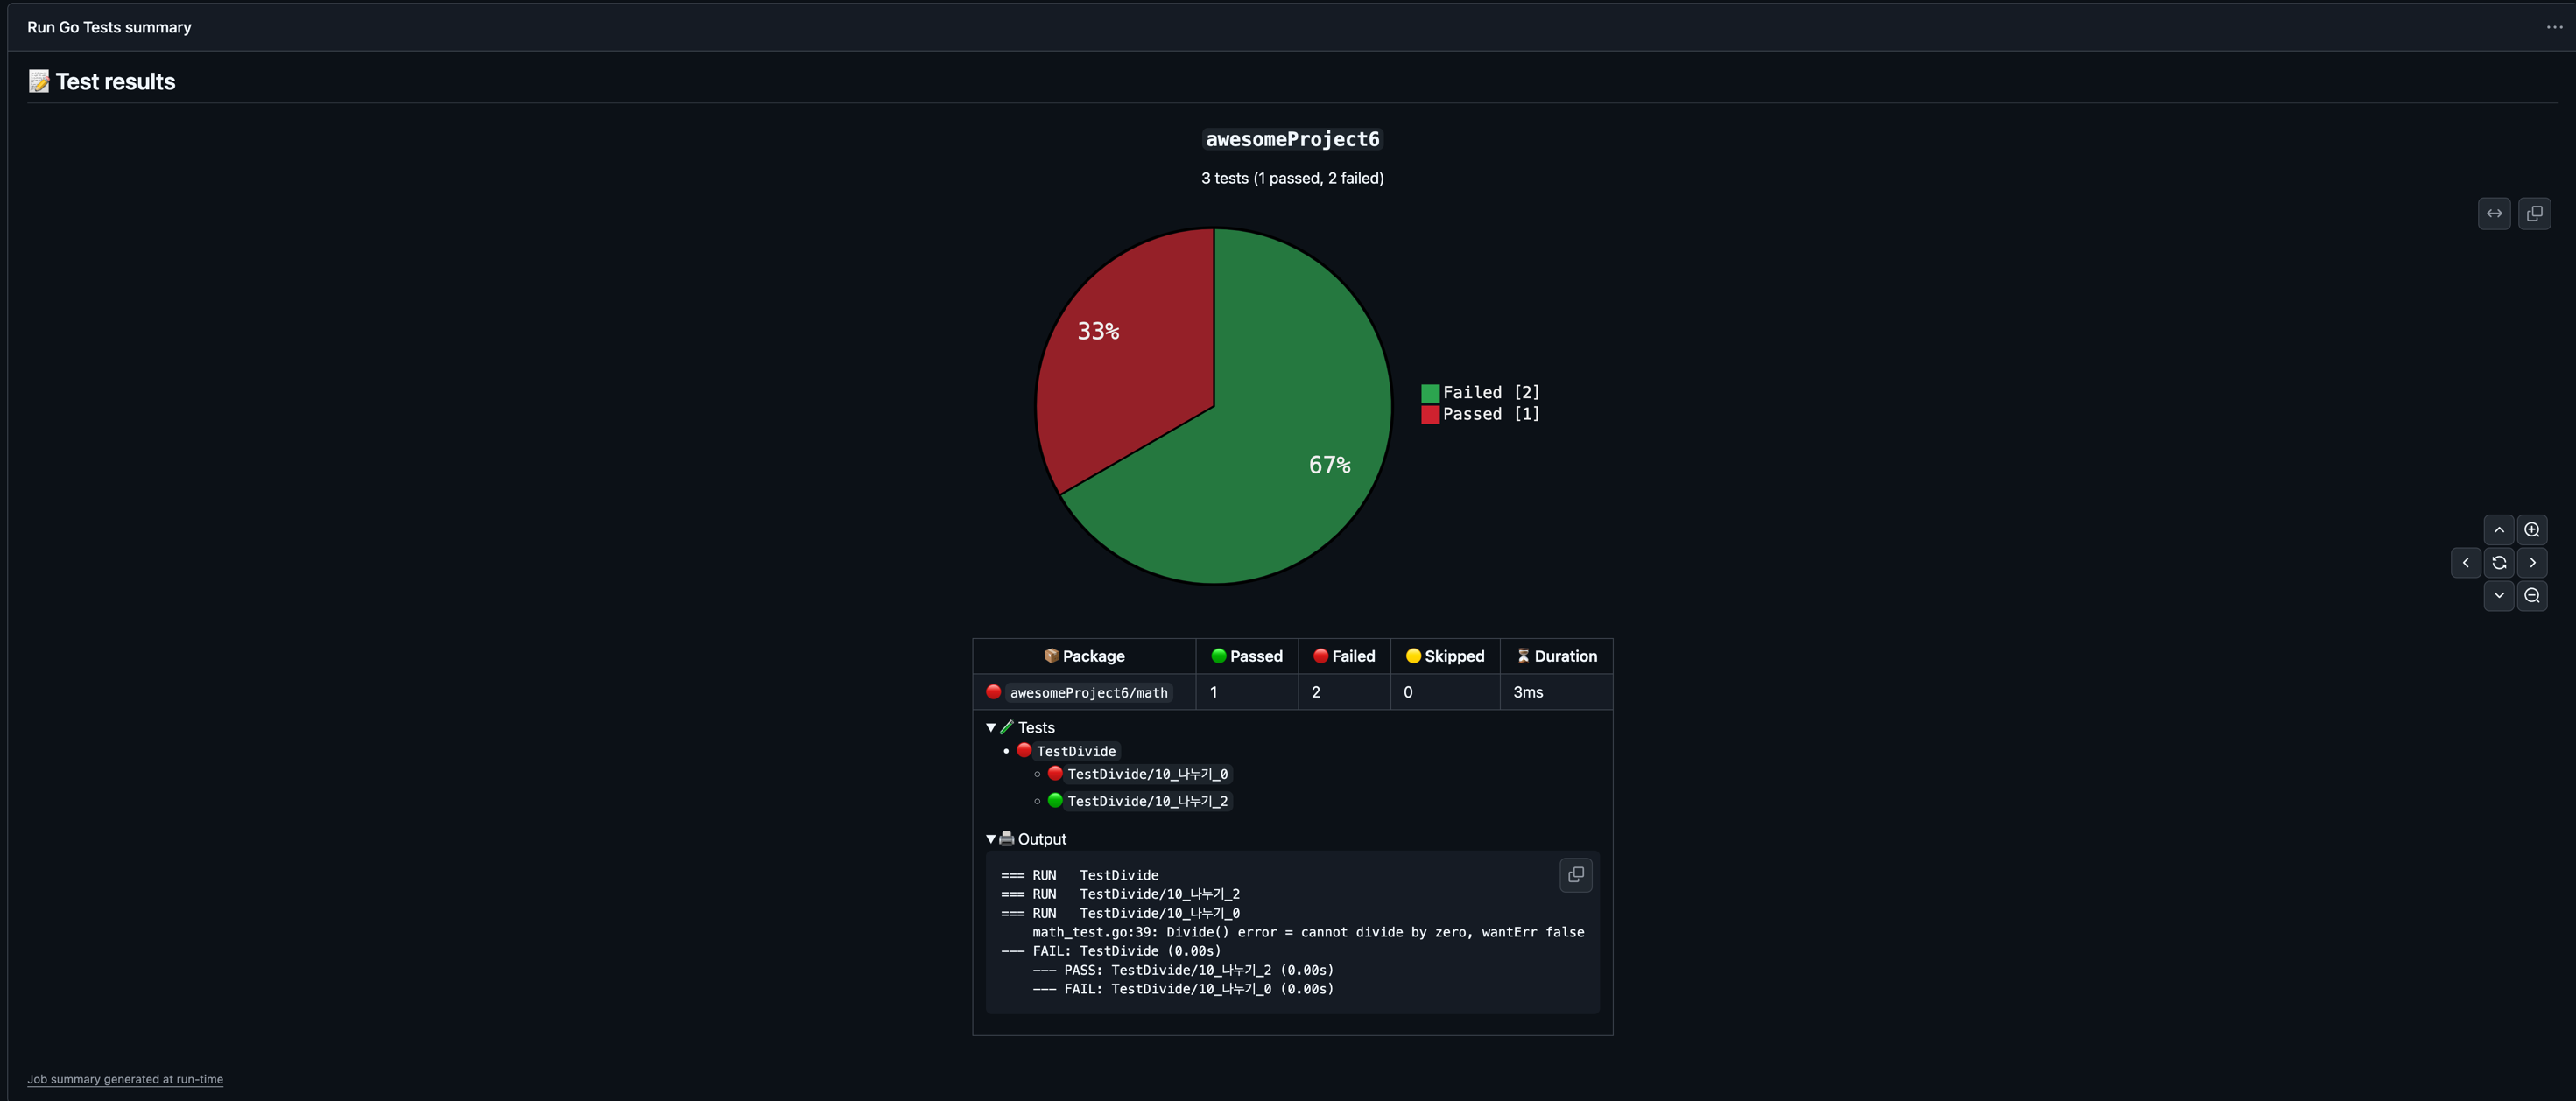 Run Go Tests summary
📝 Test results
awesomeProject6
3 tests (1 passed, 2 failed)
33%
67%
Failed [2]
Passed [1]
📦 Package 🟢 Passed 🔴 Failed 🟡 Skipped ⏳ Duration
🔴 awesomeProject6/math 1 2 0 3ms
▼ 🧪 Tests
• 🔴 TestDivide
◦ 🔴 TestDivide/10_나누기_0
◦ 🟢 TestDivide/10_나누기_2
▼ 🖨️ Output
=== RUN   TestDivide
=== RUN   TestDivide/10_나누기_2
=== RUN   TestDivide/10_나누기_0
    math_test.go:39: Divide() error = cannot divide by zero, wantErr false
--- FAIL: TestDivide (0.00s)
    --- PASS: TestDivide/10_나누기_2 (0.00s)
    --- FAIL: TestDivide/10_나누기_0 (0.00s)
Job summary generated at run-time